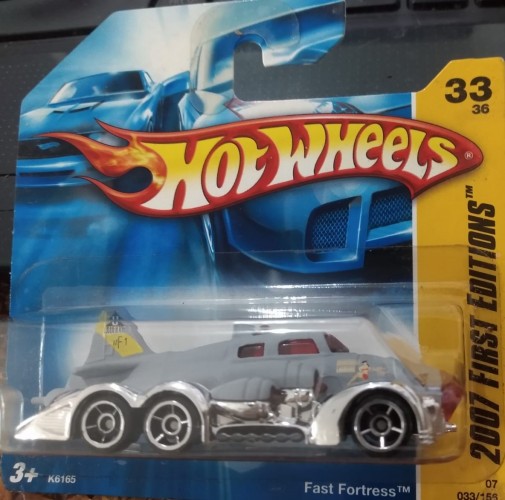 33
36
HOT WHEELS®
2007 FIRST EDITIONS™
3+
K6165
Fast Fortress™
07
033/156